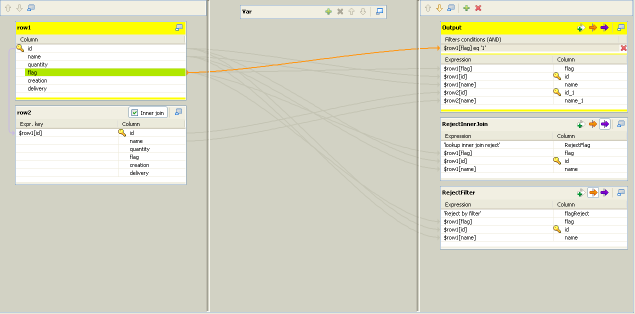 row1
Column
id
name
quantity
flag
creation
delivery
row2
Inner join
Expr. key Column
$row1[id] id
name
quantity
flag
creation
delivery
Var
Output
Filters conditions (AND)
$row1[flag] eq '1'
Expression Column
$row1[flag] flag
$row1[id] id
$row1[name] name
$row2[id] id_1
$row2[name] name_1
RejectInnerJoin
Expression Column
'lookup inner join reject' RejectFlag
$row1[flag] flag
$row1[id] id
$row1[name] name
RejectFilter
Expression Column
'Reject by filter' flagReject
$row1[flag] flag
$row1[id] id
$row1[name] name